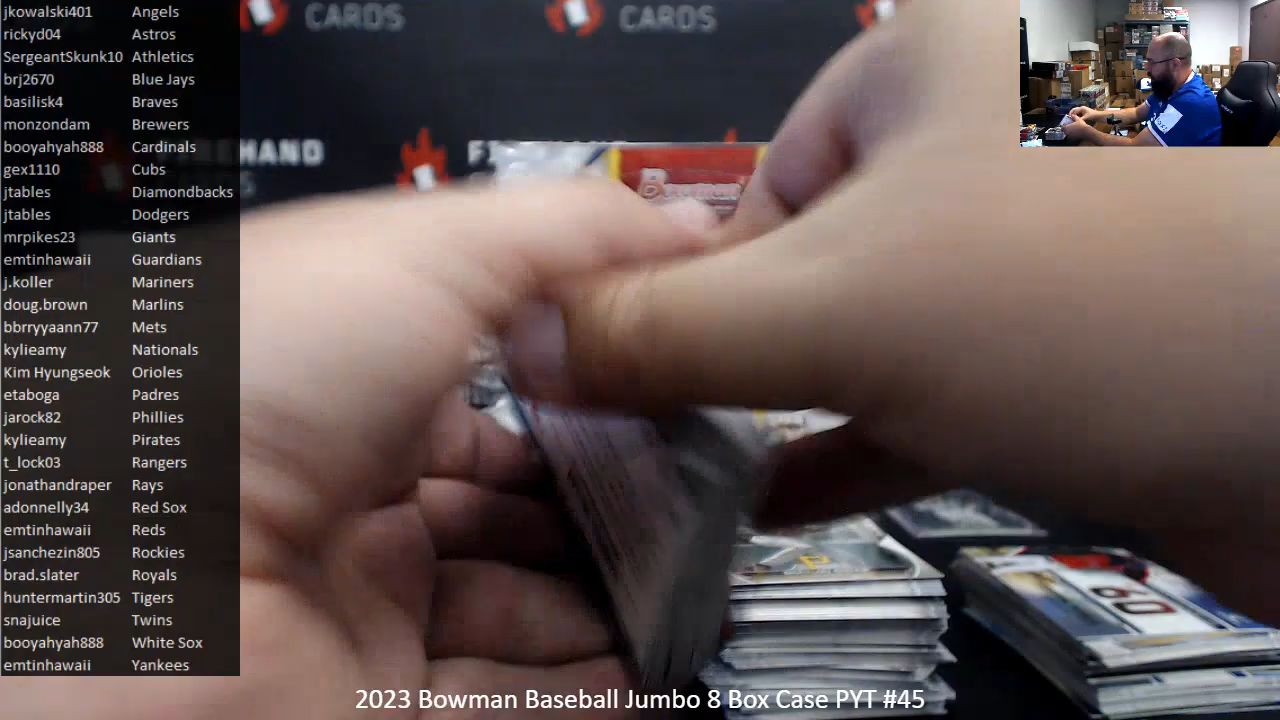 jkowalski401 Angels
rickyd04 Astros
SergeantSkunk10 Athletics
brj2670 Blue Jays
basilisk4 Braves
monzondam Brewers
booyahyah888 Cardinals
gex1110 Cubs
jtables Diamondbacks
jtables Dodgers
mrpikes23 Giants
emtinhawaii Guardians
j.koller Mariners
doug.brown Marlins
bbrryyaann77 Mets
kylieamy Nationals
Kim Hyungseok Orioles
etaboga Padres
jarock82 Phillies
kylieamy Pirates
t_lock03 Rangers
jonathandraper Rays
adonnelly34 Red Sox
emtinhawaii Reds
jsanchezin805 Rockies
brad.slater Royals
huntermartin305 Tigers
snajuice Twins
booyahyah888 White Sox
emtinhawaii Yankees
CARDS
CARDS
Bowman
60
2023 Bowman Baseball Jumbo 8 Box Case PYT #45